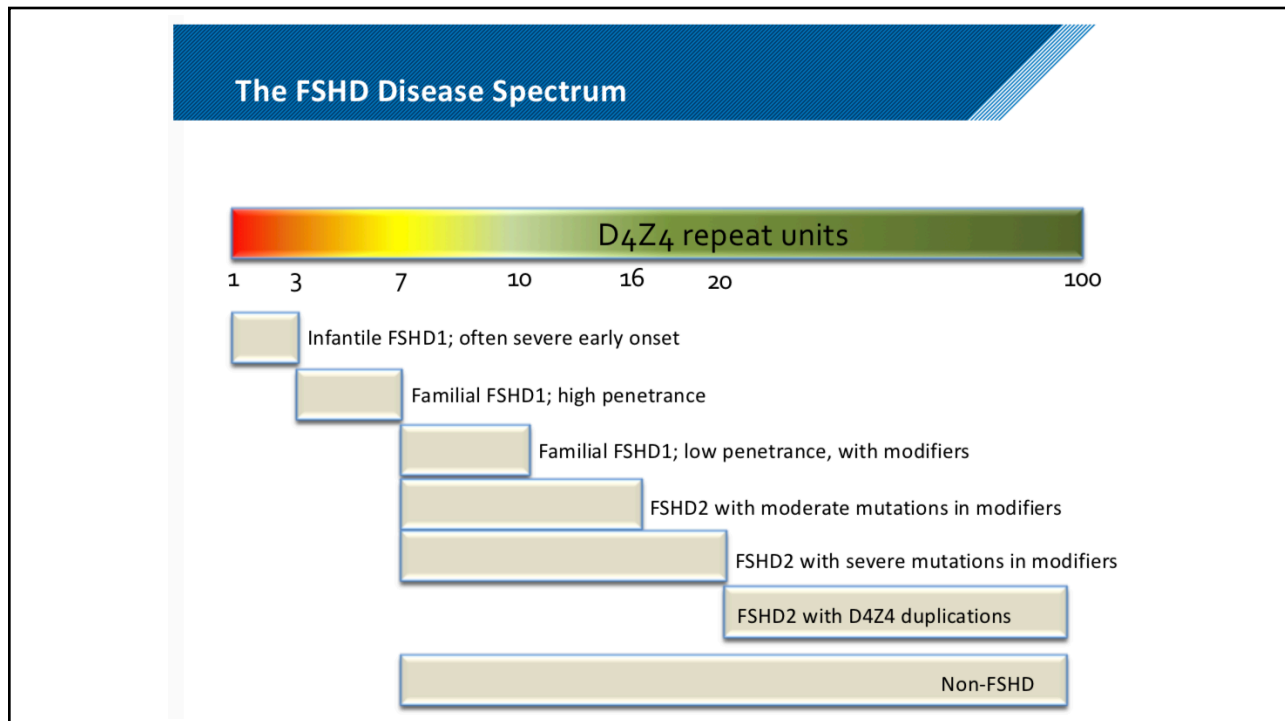 The FSHD Disease Spectrum
D4Z4 repeat units
1 3 7 10 16 20 100
Infantile FSHD1; often severe early onset
Familial FSHD1; high penetrance
Familial FSHD1; low penetrance, with modifiers
FSHD2 with moderate mutations in modifiers
FSHD2 with severe mutations in modifiers
FSHD2 with D4Z4 duplications
Non-FSHD